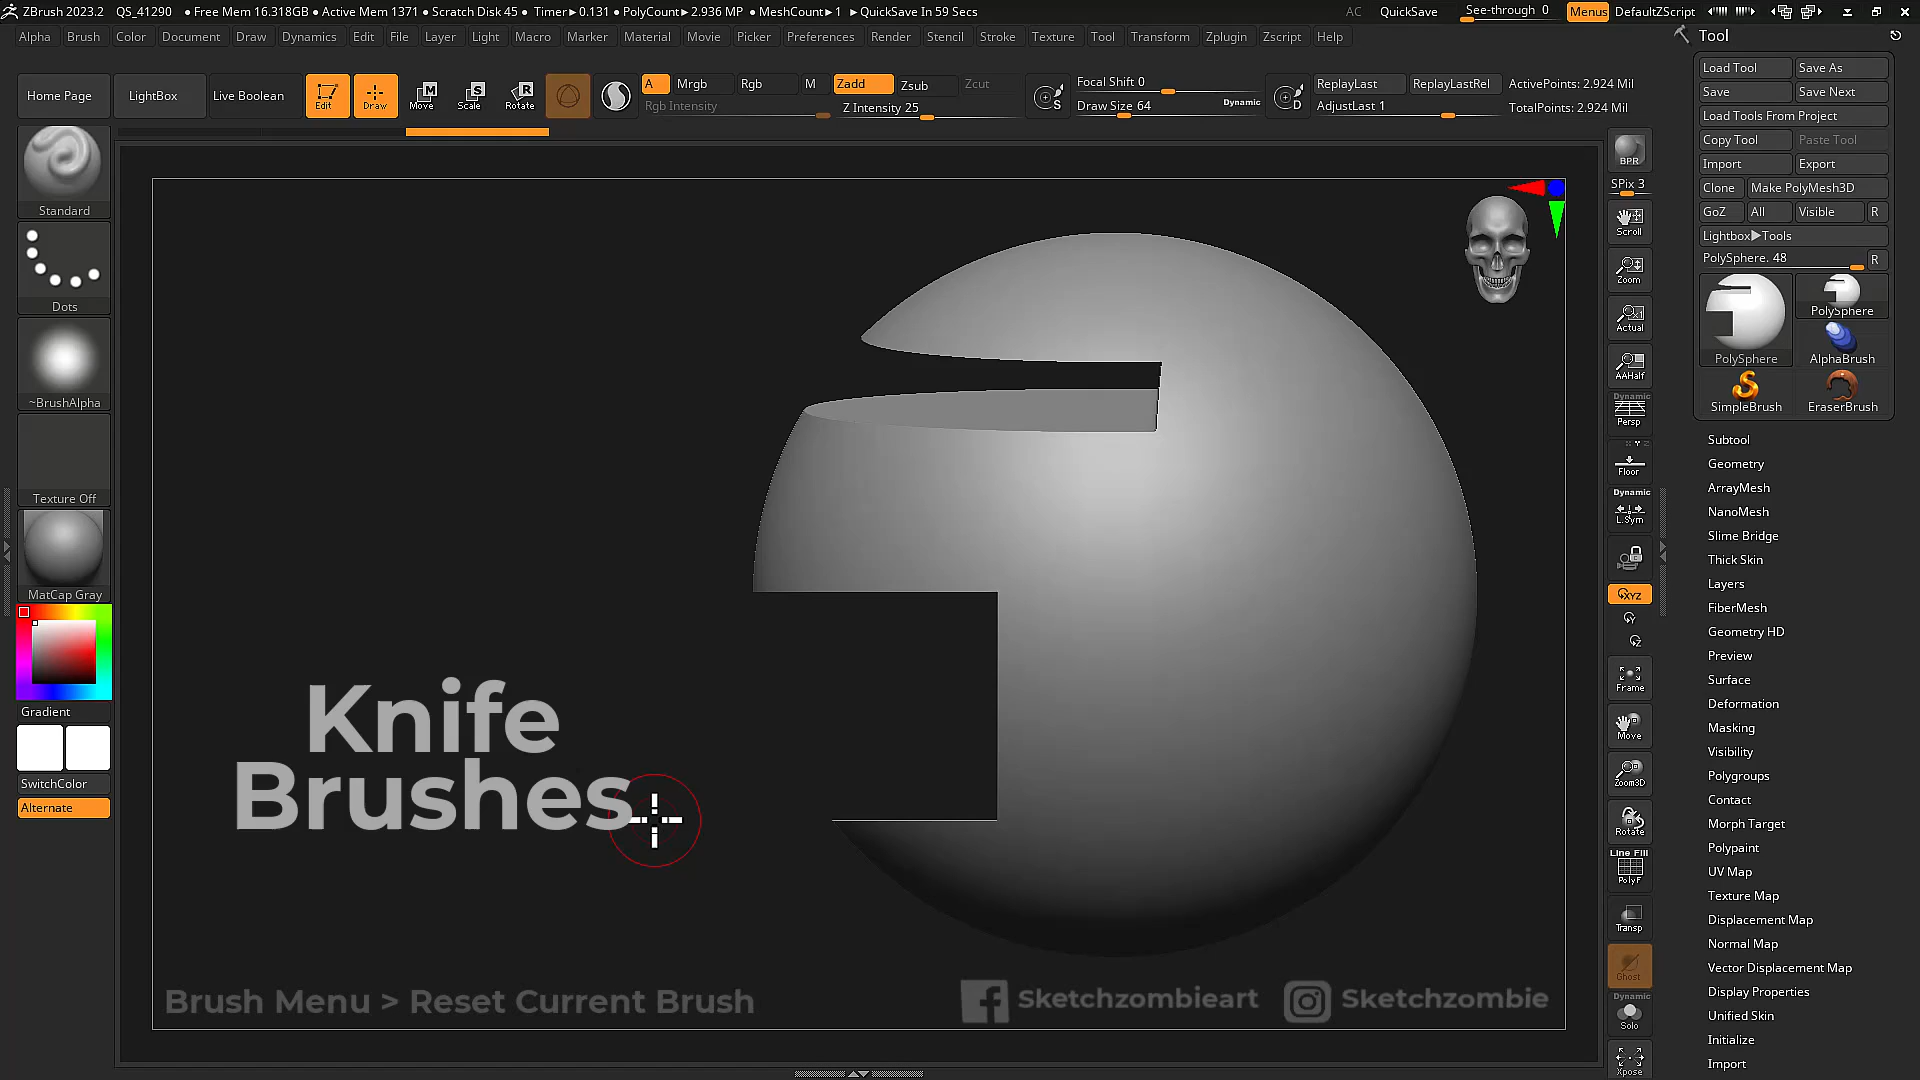 ZBrush 2023.2 QS_41290 ● Free Mem 16.318GB ● Active Mem 1371 ● Scratch Disk 45 ● Timer►0.131 ● PolyCount►2.936 MP ● MeshCount►1 ►QuickSave In 59 Secs AC QuickSave See-through 0 Menus DefaultZScript
Alpha Brush Color Document Draw Dynamics Edit File Layer Light Macro Marker Material Movie Picker Preferences Render Stencil Stroke Texture Tool Transform Zplugin Zscript Help
Home Page LightBox Live Boolean Edit Draw Move Scale Rotate
A Mrgb Rgb M Zadd Zsub Zcut
Rgb Intensity Z Intensity 25
Focal Shift 0
Draw Size 64 Dynamic
ReplayLast ReplayLastRel
AdjustLast 1
ActivePoints: 2.924 Mil
TotalPoints: 2.924 Mil
Standard
Dots
~BrushAlpha
Texture Off
MatCap Gray
Gradient
SwitchColor
Alternate
Knife
Brushes
Brush Menu > Reset Current Brush
Sketchzombieart Sketchzombie
BPR
SPix 3
Scroll
Zoom
Actual
AAHalf
Dynamic
Persp
Floor
Dynamic
L.Sym
XYZ
Y
Z
Frame
Move
Zoom3D
Rotate
Line Fill
PolyF
Transp
Ghost
Dynamic
Solo
Xpose
Tool
Load Tool Save As
Save Save Next
Load Tools From Project
Copy Tool Paste Tool
Import Export
Clone Make PolyMesh3D
GoZ All Visible R
Lightbox►Tools
PolySphere. 48 R
PolySphere PolySphere
AlphaBrush
SimpleBrush EraserBrush
Subtool
Geometry
ArrayMesh
NanoMesh
Slime Bridge
Thick Skin
Layers
FiberMesh
Geometry HD
Preview
Surface
Deformation
Masking
Visibility
Polygroups
Contact
Morph Target
Polypaint
UV Map
Texture Map
Displacement Map
Normal Map
Vector Displacement Map
Display Properties
Unified Skin
Initialize
Import